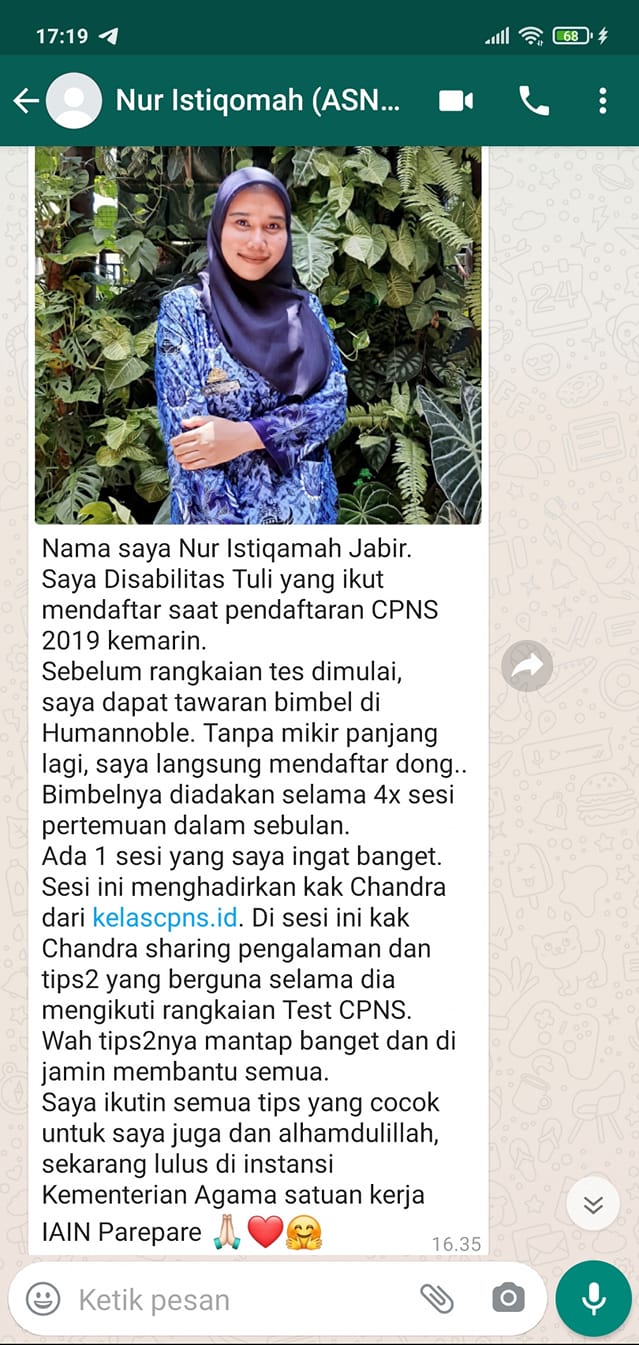 17:19
68
Nur Istiqomah (ASN...
Nama saya Nur Istiqamah Jabir.
Saya Disabilitas Tuli yang ikut
mendaftar saat pendaftaran CPNS
2019 kemarin.
Sebelum rangkaian tes dimulai,
saya dapat tawaran bimbel di
Humannoble. Tanpa mikir panjang
lagi, saya langsung mendaftar dong..
Bimbelnya diadakan selama 4x sesi
pertemuan dalam sebulan.
Ada 1 sesi yang saya ingat banget.
Sesi ini menghadirkan kak Chandra
dari kelascpns.id. Di sesi ini kak
Chandra sharing pengalaman dan
tips2 yang berguna selama dia
mengikuti rangkaian Test CPNS.
Wah tips2nya mantap banget dan di
jamin membantu semua.
Saya ikutin semua tips yang cocok
untuk saya juga dan alhamdulillah,
sekarang lulus di instansi
Kementerian Agama satuan kerja
IAIN Parepare 🙏🏻❤️🤗
16.35
Ketik pesan